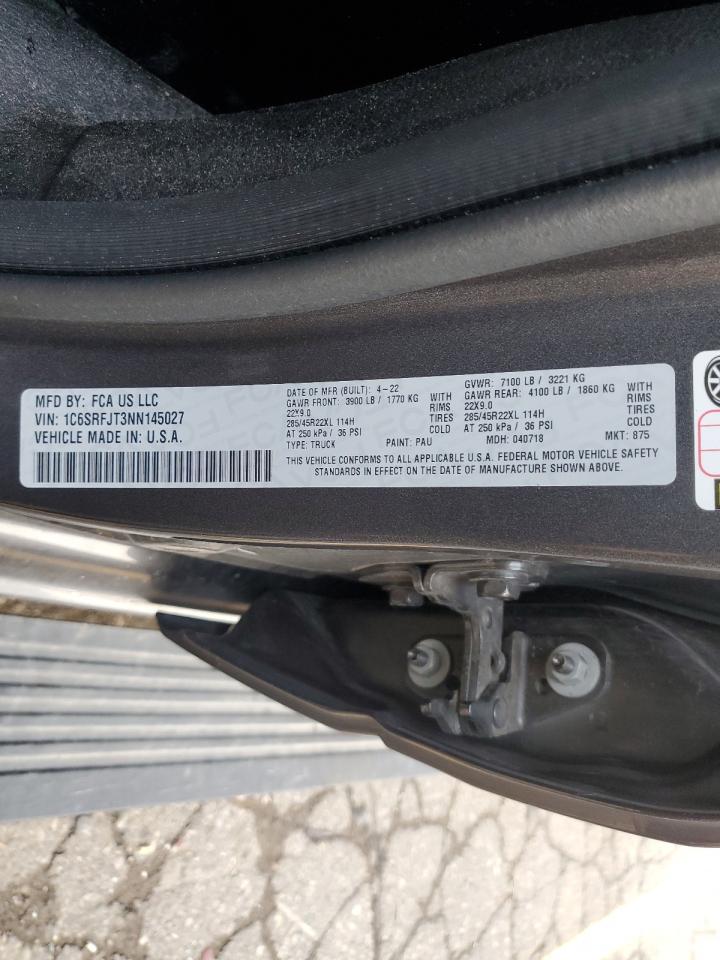 MFD BY: FCA US LLC
VIN: 1C6SRFJT3NN145027
VEHICLE MADE IN: U.S.A.
DATE OF MFR (BUILT): 4-22
GAWR FRONT: 3900 LB / 1770 KG WITH
22X9.0 RIMS
285/45R22XL 114H TIRES
AT 250 kPa / 36 PSI COLD
TYPE: TRUCK PAINT: PAU
GVWR: 7100 LB / 3221 KG
GAWR REAR: 4100 LB / 1860 KG WITH
22X9.0 RIMS
285/45R22XL 114H TIRES
AT 250 kPa / 36 PSI COLD
MDH: 040718 MKT: 875
THIS VEHICLE CONFORMS TO ALL APPLICABLE U.S.A. FEDERAL MOTOR VEHICLE SAFETY
STANDARDS IN EFFECT ON THE DATE OF MANUFACTURE SHOWN ABOVE.